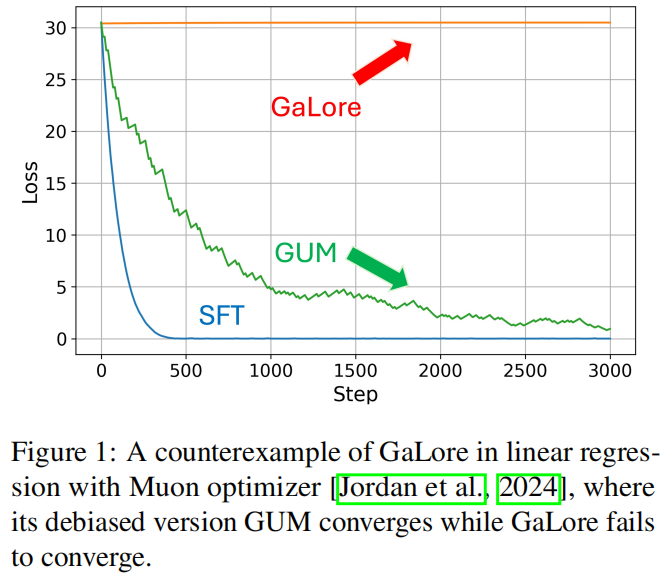 30
25
20
15
10
5
0
Loss
GaLore
GUM
SFT
0 500 1000 1500 2000 2500 3000
Step
Figure 1: A counterexample of GaLore in linear regres-
sion with Muon optimizer [Jordan et al., 2024], where
its debiased version GUM converges while GaLore fails
to converge.